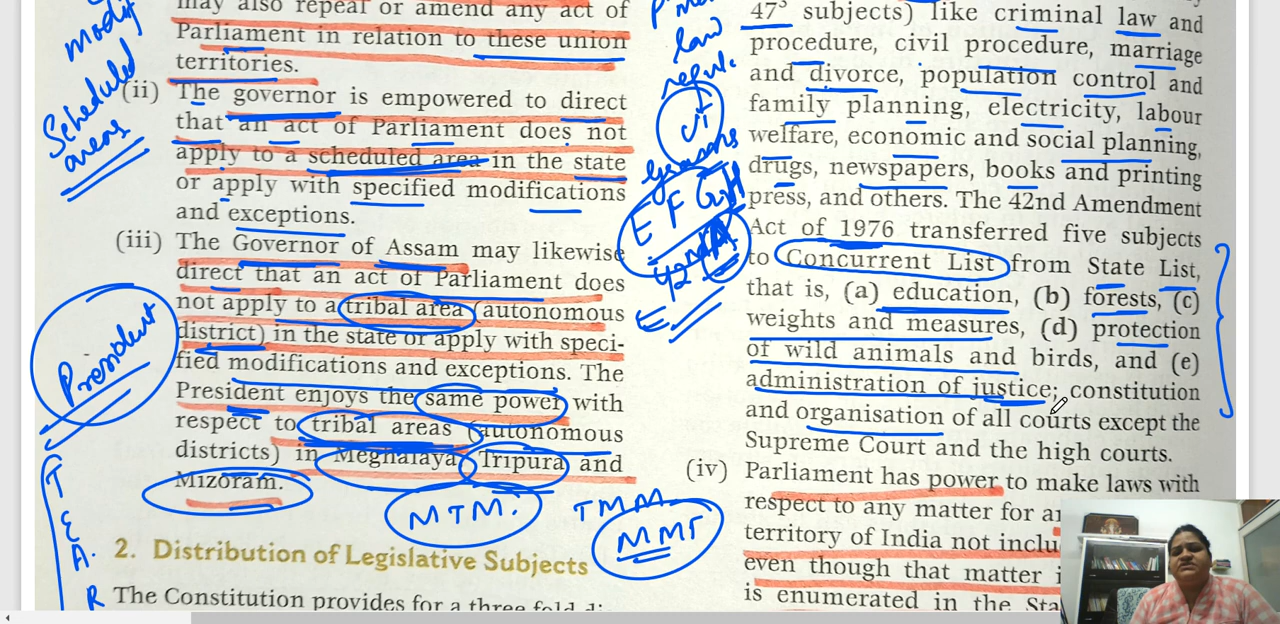 may also repeal or amend any act of
Parliament in relation to these union
territories.
(ii) The governor is empowered to direct
that an act of Parliament does not
apply to a scheduled area in the state
or apply with specified modifications
and exceptions.
(iii) The Governor of Assam may likewise
direct that an act of Parliament does
not apply to a tribal area (autonomous
district) in the state or apply with speci-
fied modifications and exceptions. The
President enjoys the same power with
respect to tribal areas (autonomous
districts) in Meghalaya, Tripura and
Mizoram.
2. Distribution of Legislative Subjects
The Constitution provides for a three fold
modif
Scheduled
areas
President
T
E
A.
R
MTM.
TMM
MMT
law
E F
42nd
47 subjects) like criminal law and
procedure, civil procedure, marriage
and divorce, population control and
family planning, electricity, labour
welfare, economic and social planning,
drugs, newspapers, books and printing
press, and others. The 42nd Amendment
Act of 1976 transferred five subjects
to Concurrent List from State List,
that is, (a) education, (b) forests, (c)
weights and measures, (d) protection
of wild animals and birds, and (e)
administration of justice; constitution
and organisation of all courts except the
Supreme Court and the high courts.
(iv) Parliament has power to make laws with
respect to any matter for
territory of India not
even though that matter
is enumerated in the